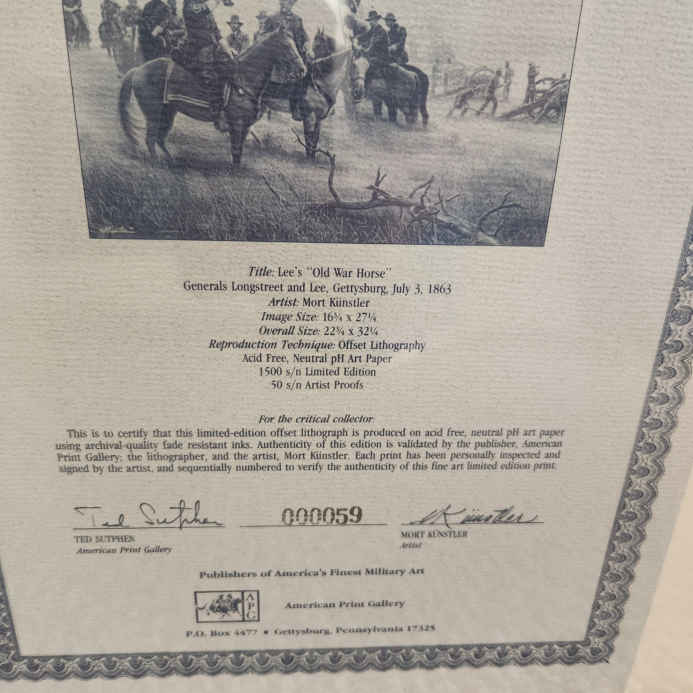 Title: Lee's "Old War Horse"
Generals Longstreet and Lee, Gettysburg, July 3, 1863
Artist: Mort Künstler
Image Size: 16¾ x 27¼
Overall Size: 22¾ x 32¼
Reproduction Technique: Offset Lithography
Acid Free, Neutral pH Art Paper
1500 s/n Limited Edition
50 s/n Artist Proofs
For the critical collector
This is to certify that this limited-edition offset lithograph is produced on acid free, neutral pH art paper
using archival-quality fade resistant inks. Authenticity of this edition is validated by the publisher, American
Print Gallery; the lithographer, and the artist, Mort Künstler. Each print has been personally inspected and
signed by the artist, and sequentially numbered to verify the authenticity of this fine art limited edition print.
Ted Sutphen 000059 MKünstler
TED SUTPHEN MORT KÜNSTLER
American Print Gallery Artist
Publishers of America's Finest Military Art
APG American Print Gallery
P.O. Box 4477 • Gettysburg, Pennsylvania 17325